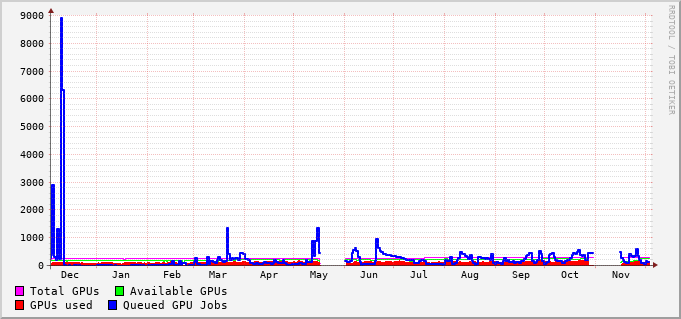 9000
8000
7000
6000
5000
4000
3000
2000
1000
0
Dec Jan Feb Mar Apr May Jun Jul Aug Sep Oct Nov
Total GPUs Available GPUs
GPUs used Queued GPU Jobs
RRDTOOL / TOBI OETIKER